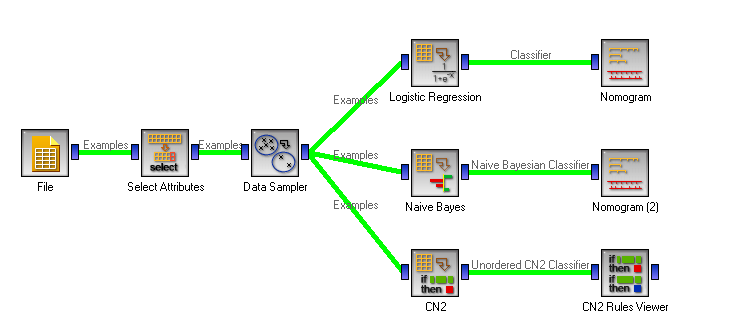 Classifier
1
1+e⁻ˣ
Logistic Regression
Nomogram
Examples
Examples
Examples
select
Examples
File
Select Attributes
Data Sampler
Naive Bayesian Classifier
Naive Bayes
Nomogram (2)
Examples
Unordered CN2 Classifier
if
then
if
then
if
then
CN2
CN2 Rules Viewer